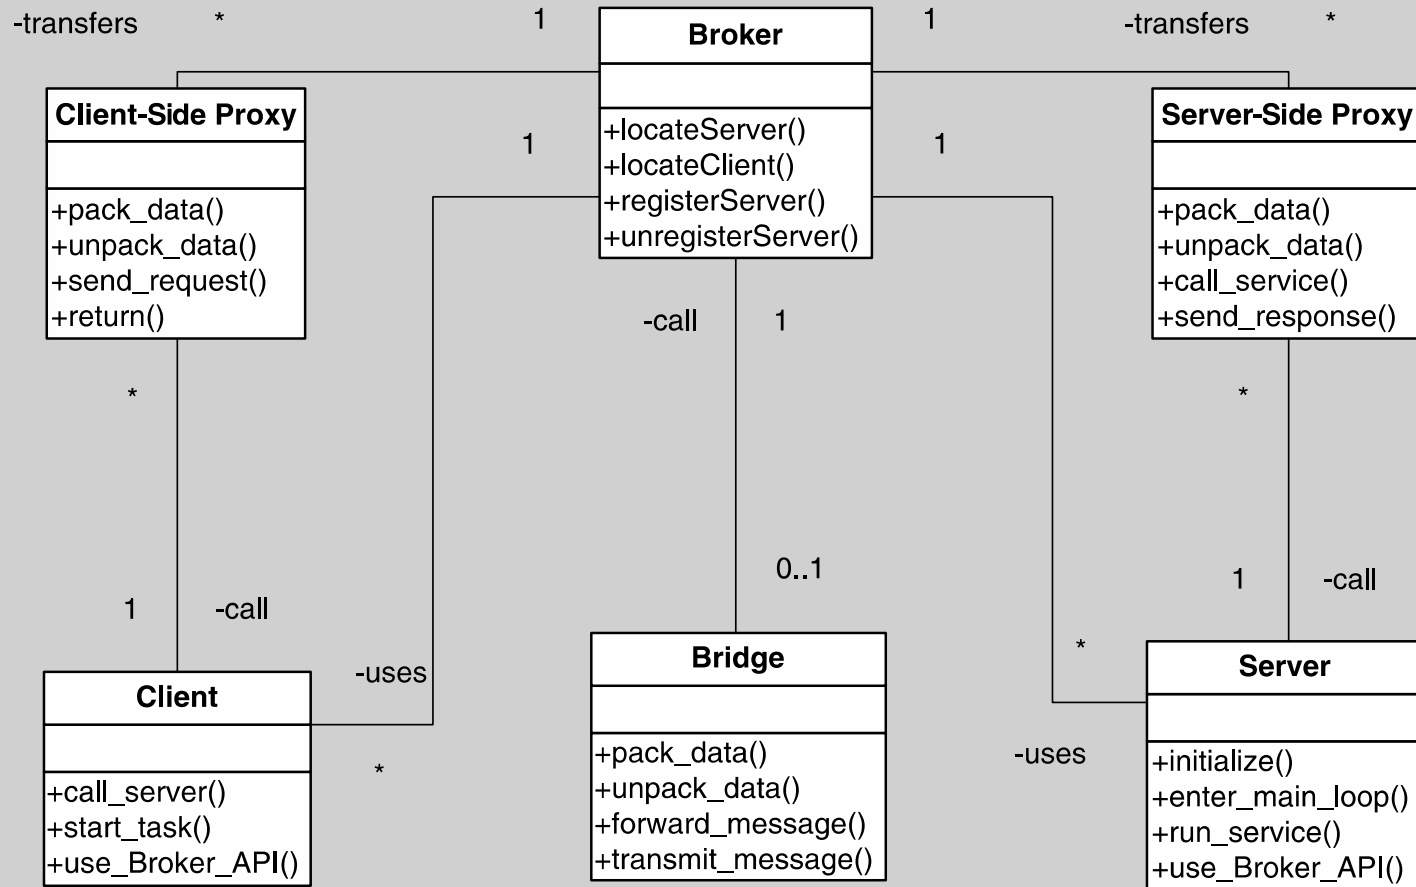 -transfers * 1
Broker
1 -transfers *
Client-Side Proxy
+pack_data()
+unpack_data()
+send_request()
+return()
1
+locateServer()
+locateClient()
+registerServer()
+unregisterServer()
1
Server-Side Proxy
+pack_data()
+unpack_data()
+call_service()
+send_response()
-call 1
*
*
0..1
1 -call
1 -call
-uses
*
*
-uses
Client
+call_server()
+start_task()
+use_Broker_API()
Bridge
+pack_data()
+unpack_data()
+forward_message()
+transmit_message()
Server
+initialize()
+enter_main_loop()
+run_service()
+use_Broker_API()